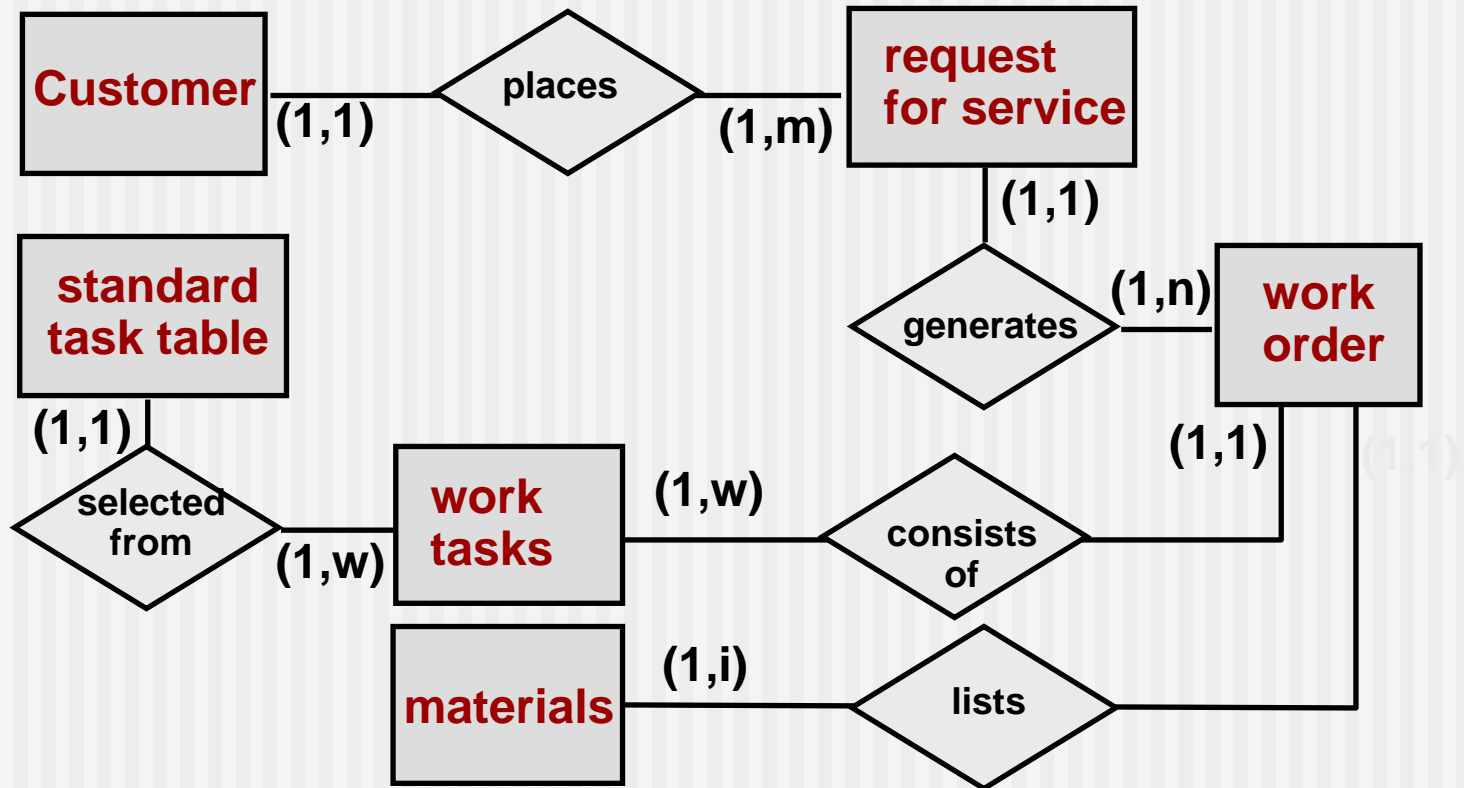 Customer
(1,1)
places
(1,m)
request
for service
(1,1)
standard
task table
generates
(1,n)
work
order
(1,1)
(1,1)
(1,1)
selected
from
(1,w)
work
tasks
(1,w)
consists
of
materials
(1,i)
lists